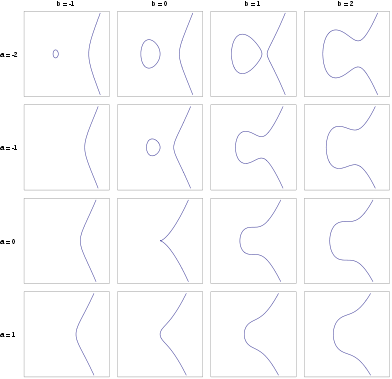 b = -1 b = 0 b = 1 b = 2
a = -2
a = -1
a = 0
a = 1